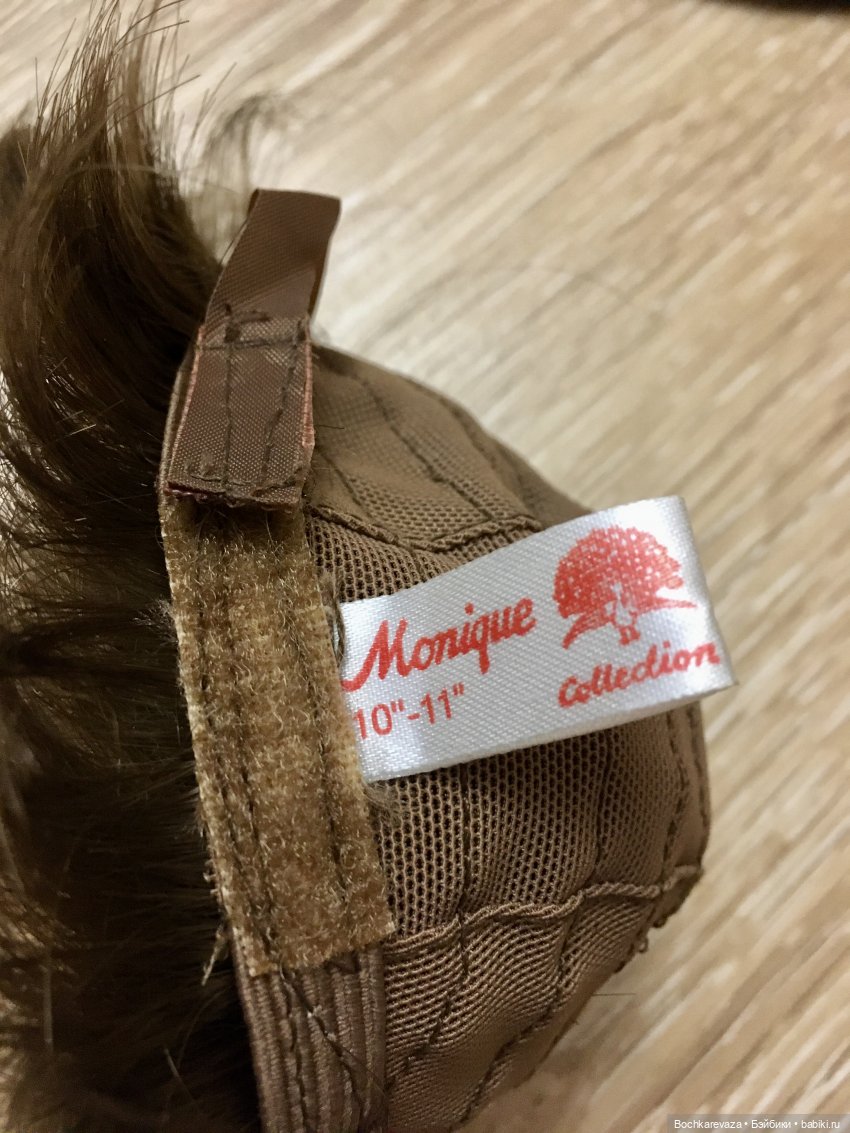 Monique
Collection
10"-11"
Bochkarevaza • Бэйбики • babiki.ru